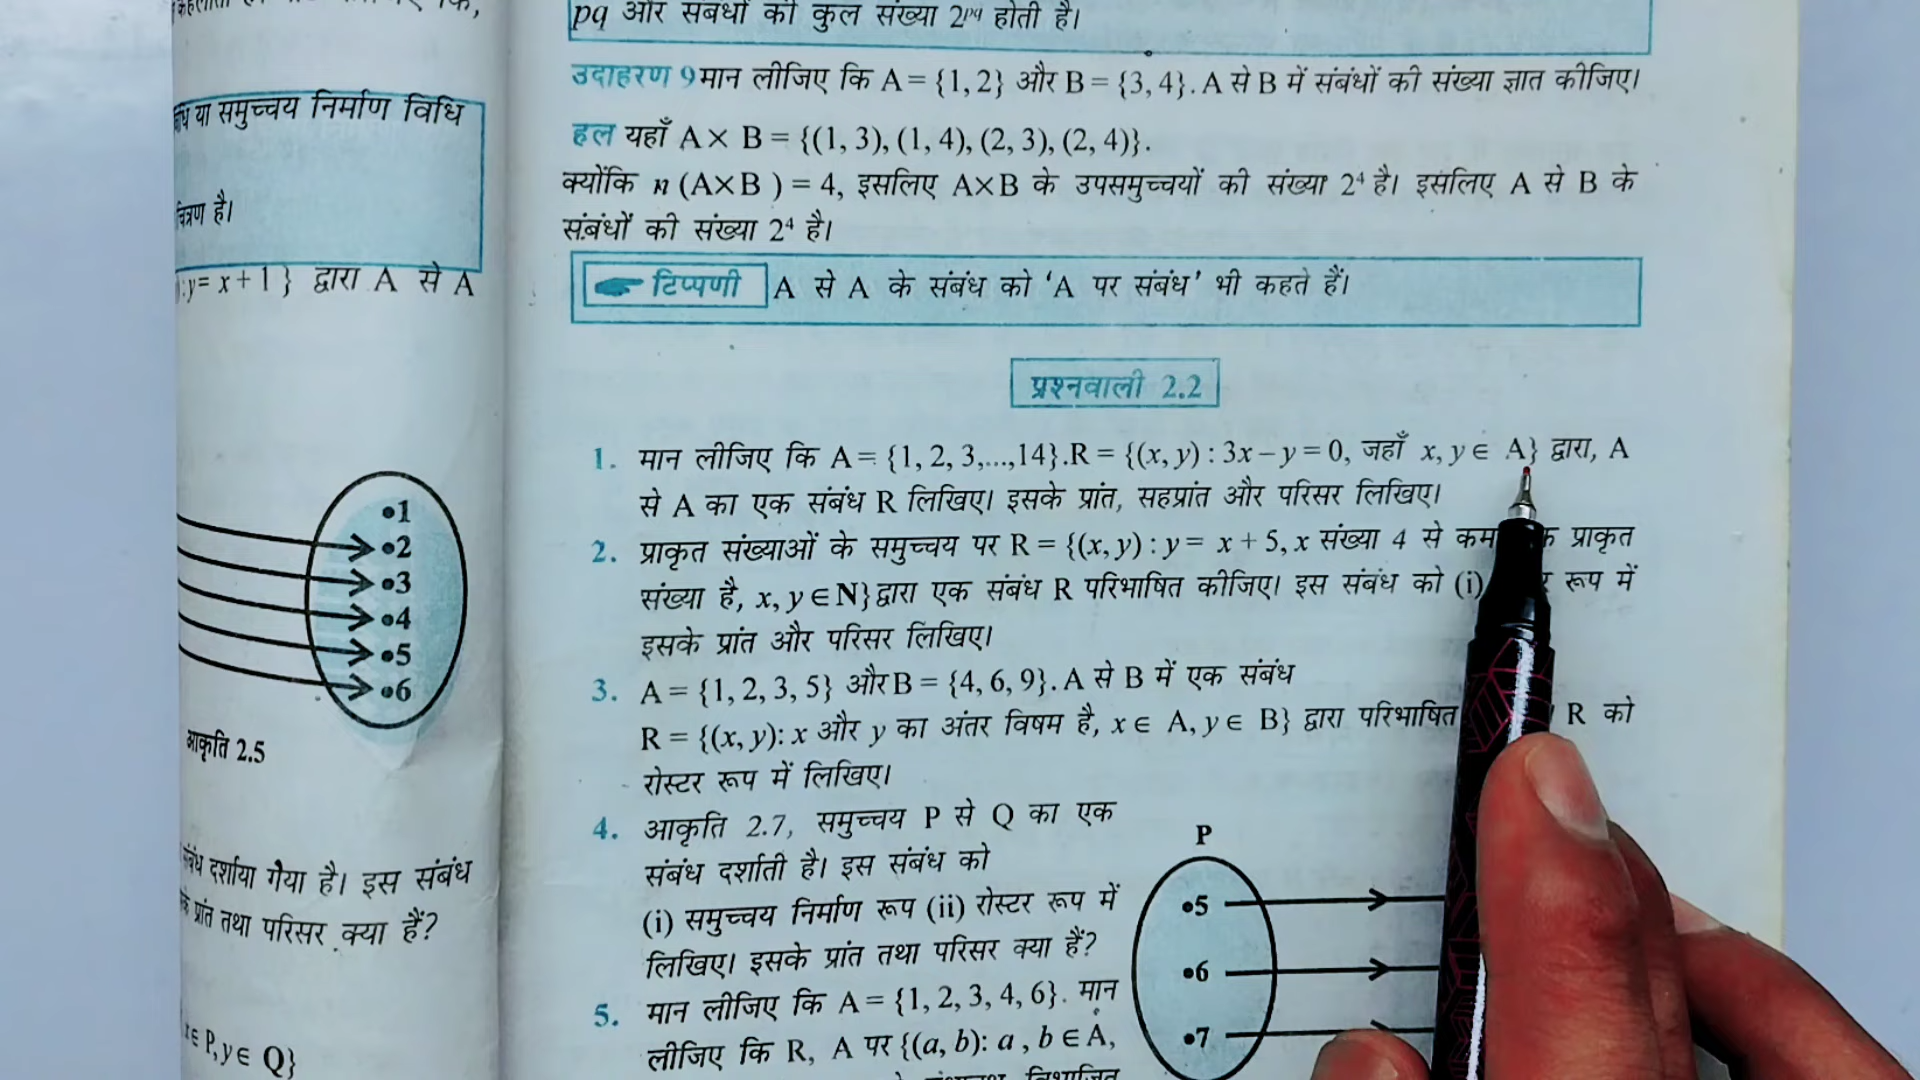 pq और संबंधों की कुल संख्या 2ᵖᵍ होती है।
उदाहरण 9 मान लीजिए कि A = {1, 2} और B = {3, 4}. A से B में संबंधों की संख्या ज्ञात कीजिए।
हल यहाँ A × B = {(1, 3), (1, 4), (2, 3), (2, 4)}.
क्योंकि n (A×B ) = 4, इसलिए A×B के उपसमुच्चयों की संख्या 2⁴ है। इसलिए A से B के
संबंधों की संख्या 2⁴ है।
टिप्पणी A से A के संबंध को ‘A पर संबंध’ भी कहते हैं।
प्रश्नवाली 2.2
1. मान लीजिए कि A = {1, 2, 3,...,14}.R = {(x, y) : 3x – y = 0, जहाँ x, y ∈ A} द्वारा, A
से A का एक संबंध R लिखिए। इसके प्रांत, सहप्रांत और परिसर लिखिए।
2. प्राकृत संख्याओं के समुच्चय पर R = {(x, y) : y = x + 5, x संख्या 4 से कम प्राकृत
संख्या है, x, y ∈ N} द्वारा एक संबंध R परिभाषित कीजिए। इस संबंध को (i) रूप में
इसके प्रांत और परिसर लिखिए।
3. A = {1, 2, 3, 5} और B = {4, 6, 9}. A से B में एक संबंध
R = {(x, y): x और y का अंतर विषम है, x ∈ A, y ∈ B} द्वारा परिभाषित R को
रोस्टर रूप में लिखिए।
4. आकृति 2.7, समुच्चय P से Q का एक
संबंध दर्शाती है। इस संबंध को
(i) समुच्चय निर्माण रूप (ii) रोस्टर रूप में
लिखिए। इसके प्रांत तथा परिसर क्या हैं?
5. मान लीजिए कि A = {1, 2, 3, 4, 6}. मान
लीजिए कि R, A पर {(a, b): a , b ∈ A,
P
•5
•6
•7
या समुच्चय निर्माण विधि
चित्रण है।
y = x + 1 } द्वारा A से A
•1
•2
•3
•4
•5
•6
आकृति 2.5
दर्शाया गया है। इस संबंध
प्रांत तथा परिसर क्या हैं?
∈ P, y ∈ Q}